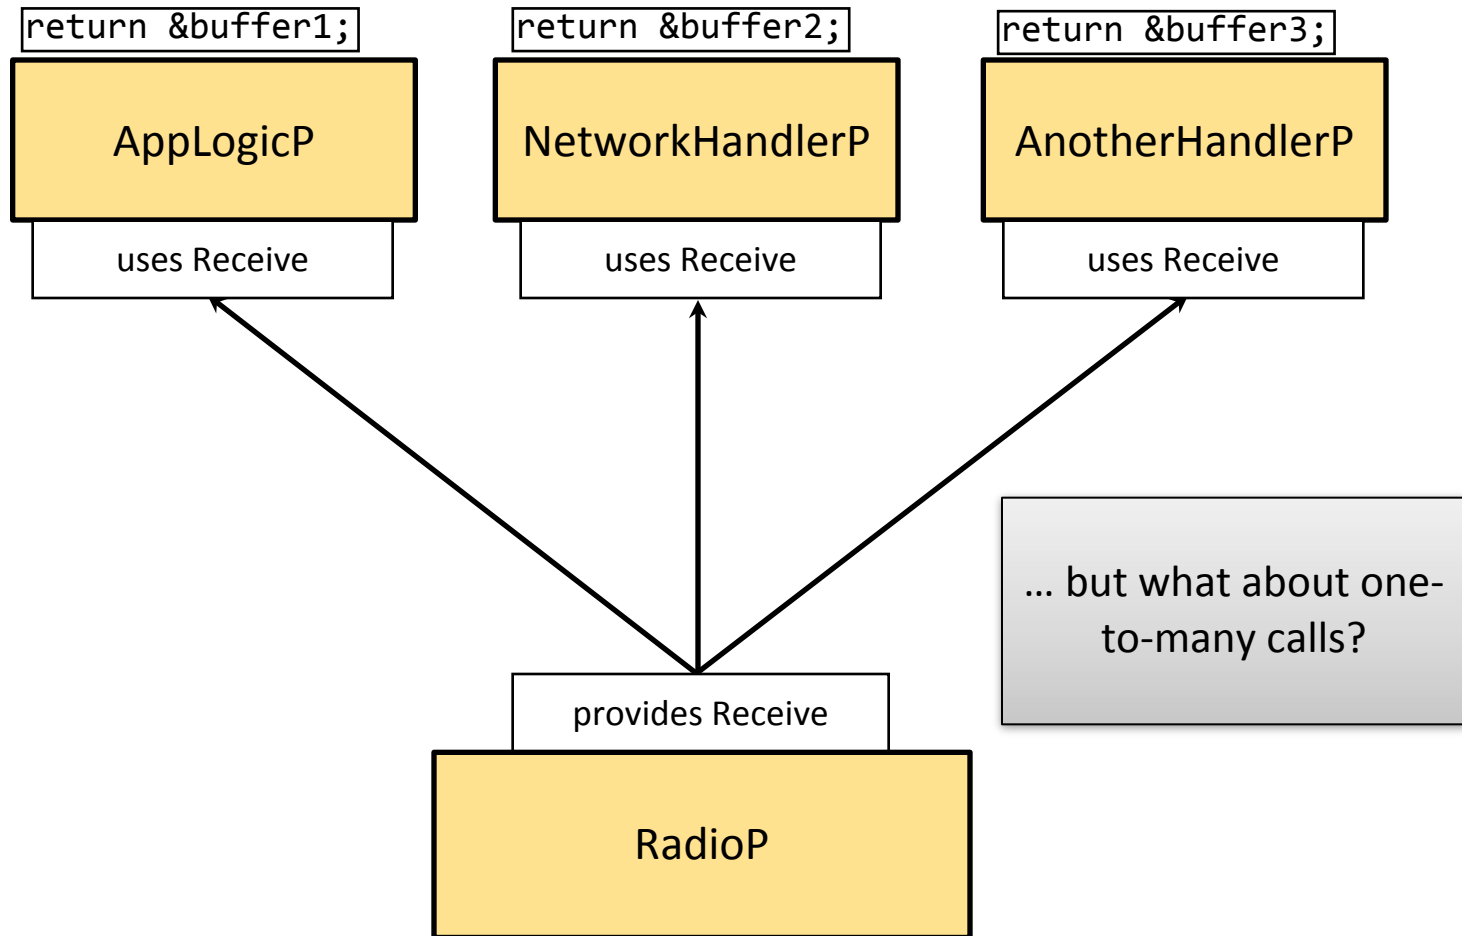 return &buffer1;
return &buffer2;
return &buffer3;
AppLogicP
NetworkHandlerP
AnotherHandlerP
uses Receive
uses Receive
uses Receive
... but what about one-
to-many calls?
provides Receive
RadioP